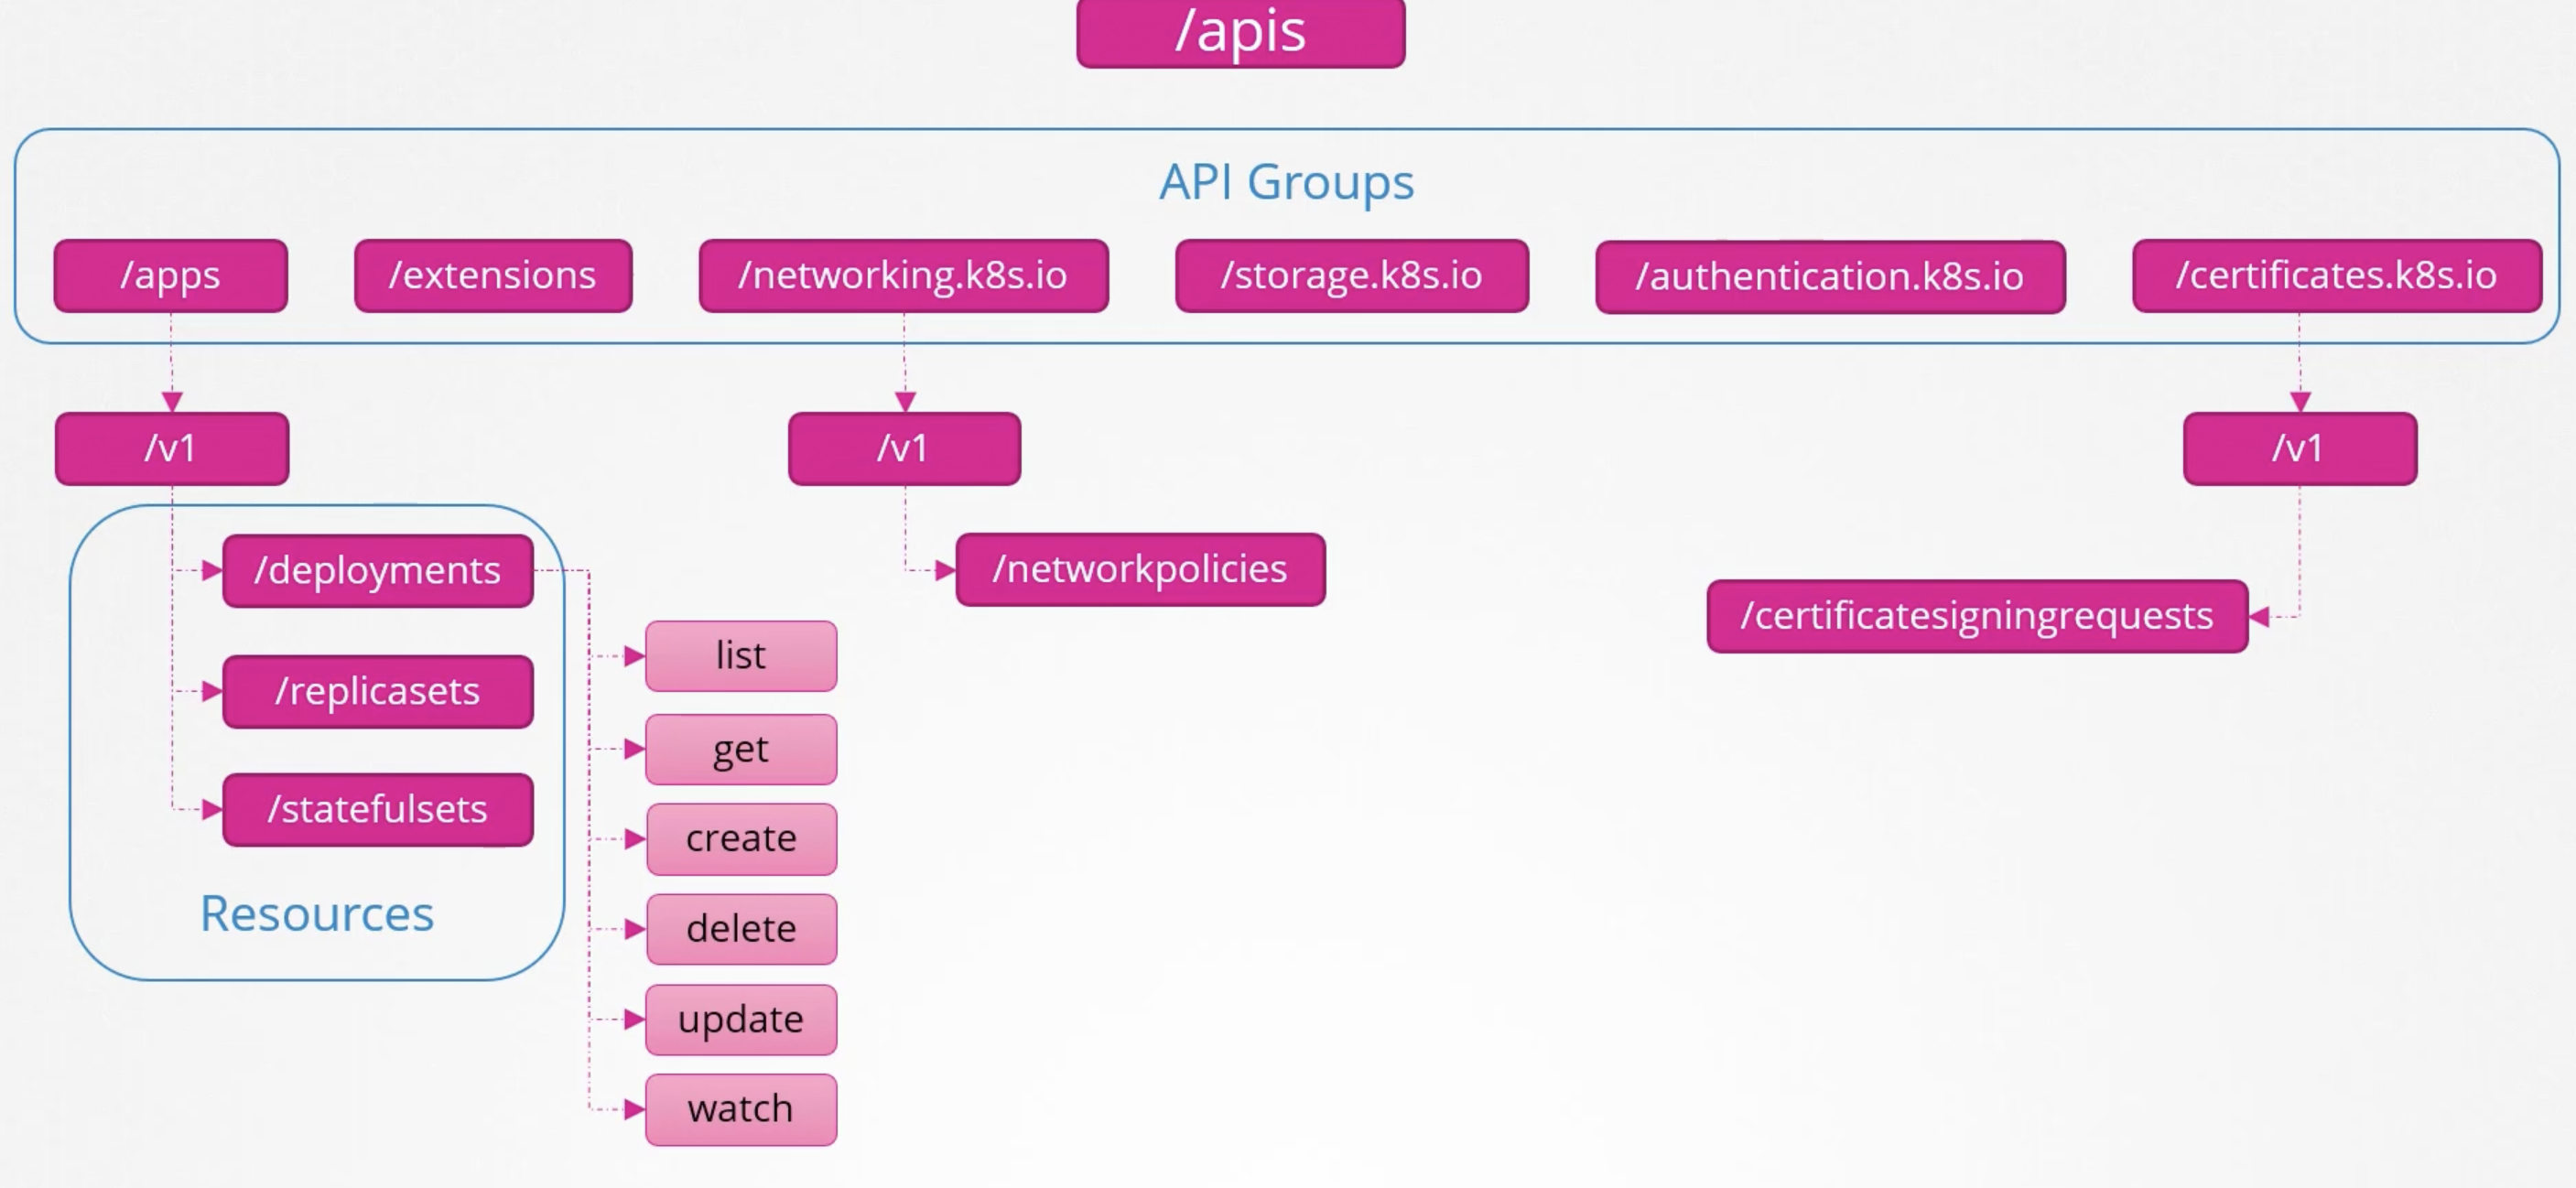 /apis
API Groups
/apps
/extensions
/networking.k8s.io
/storage.k8s.io
/authentication.k8s.io
/certificates.k8s.io
/v1
/v1
/v1
/deployments
/replicasets
/statefulsets
Resources
list
get
create
delete
update
watch
/networkpolicies
/certificatesigningrequests